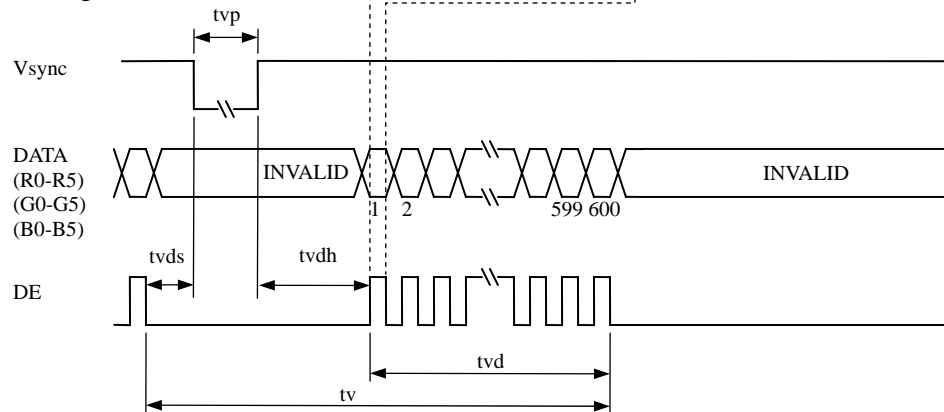 tvp
Vsync
DATA
(R0-R5)
(G0-G5)
(B0-B5)
INVALID
INVALID
1
2
599 600
tvds
tvdh
DE
tvd
tv